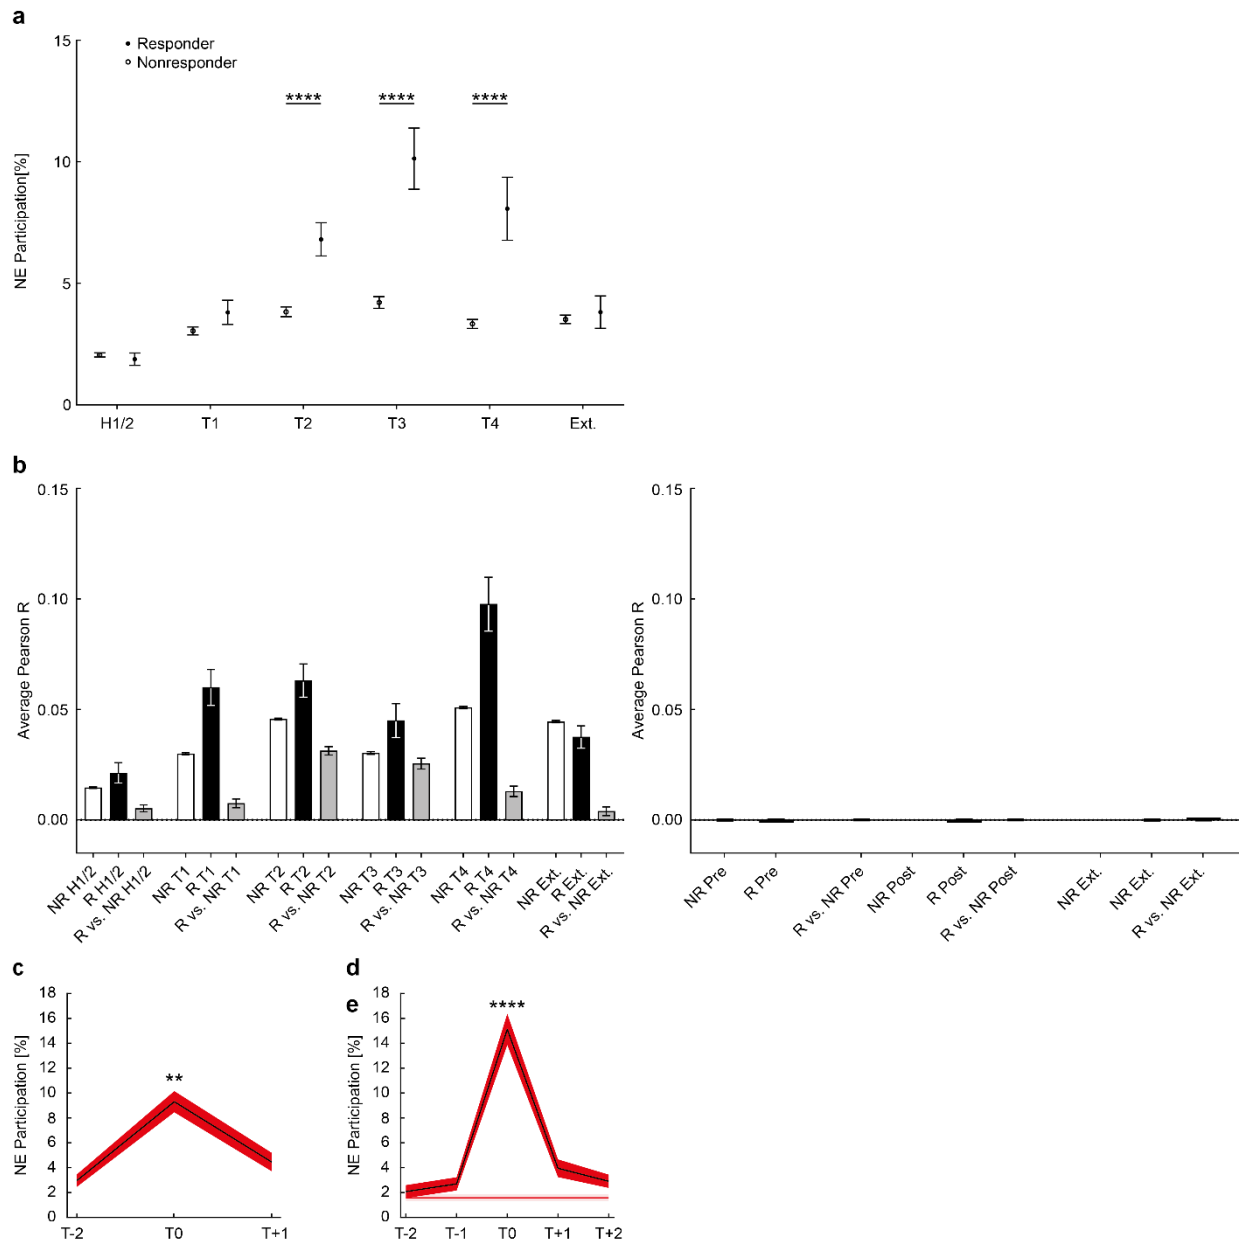 a
15
Responder
Nonresponder
**** **** ****
10
5
0
NE Participation[%]
H1/2 T1 T2 T3 T4 Ext.
b
0.15
0.10
0.05
0.00
Average Pearson R
NR H1/2
R H1/2
R vs. NR H1/2
NR T1
R T1
R vs. NR T1
NR T2
R T2
R vs. NR T2
NR T3
R T3
R vs. NR T3
NR T4
R T4
R vs. NR T4
NR Ext.
R Ext.
R vs. NR Ext.
0.15
0.10
0.05
0.00
Average Pearson R
NR Pre
R Pre
R vs. NR Pre
NR Post
R Post
R vs. NR Post
NR Ext.
NR Ext.
R vs. NR Ext.
c
18
16
14
12
10
8
6
4
2
0
NE Participation [%]
**
T-2 T0 T+1
d
e
18
16
14
12
10
8
6
4
2
0
NE Participation [%]
****
T-2 T-1 T0 T+1 T+2